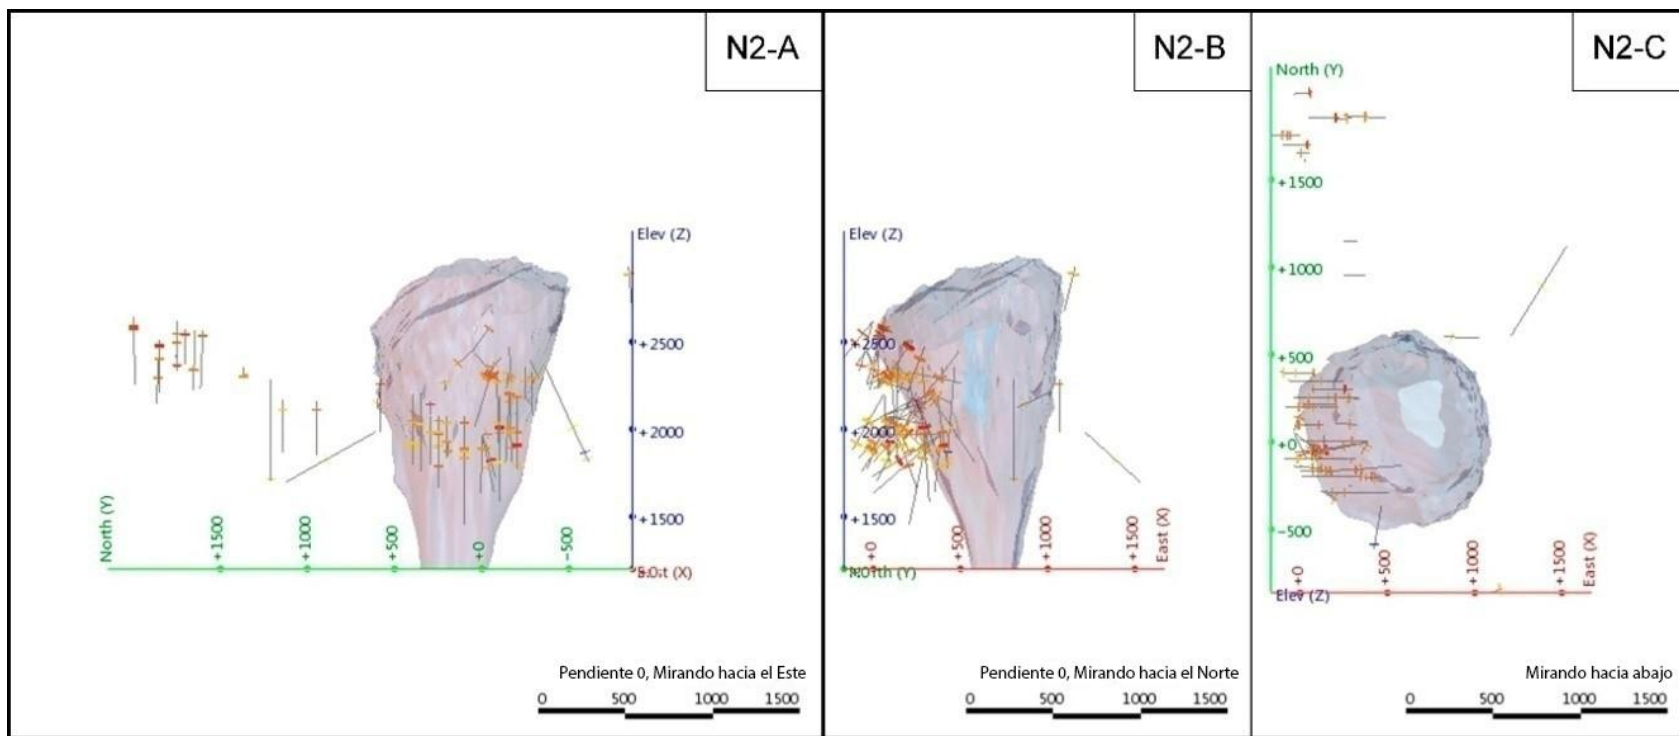 N2-A
Elev (Z)
+2500
+2000
+1500
North (Y)
+1500
+1000
+500
+0
-500
Pendiente 0, Mirando hacia el Este
0 500 1000 1500
N2-B
Elev (Z)
+2500
+2000
+1500
+0
+500
+1000
+1500
East (X)
North (Y)
Pendiente 0, Mirando hacia el Norte
0 500 1000 1500
N2-C
North (Y)
+1500
+1000
+500
+0
-500
+0
+500
+1000
+1500
East (X)
Elev (Z)
Mirando hacia abajo
0 500 1000 1500